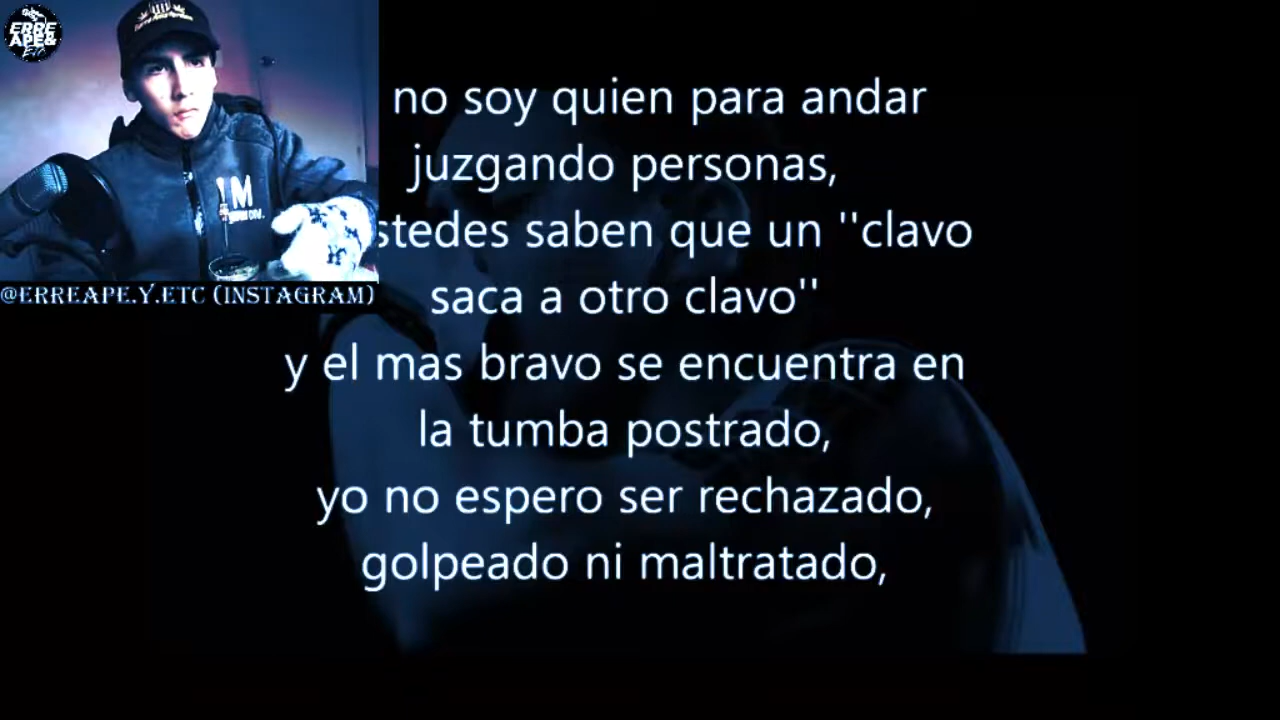 ERRE
APE&
Etc
no soy quien para andar
juzgando personas,
stedes saben que un ''clavo
saca a otro clavo''
@ERREAPE.Y.ETC (INSTAGRAM)
y el mas bravo se encuentra en
la tumba postrado,
yo no espero ser rechazado,
golpeado ni maltratado,